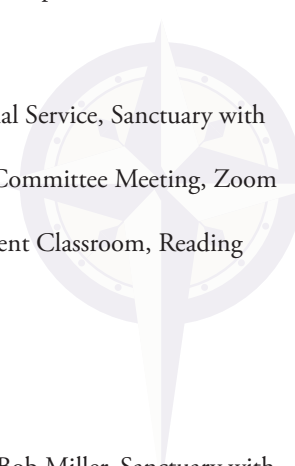 al Service, Sanctuary with
Committee Meeting, Zoom
ent Classroom, Reading
Bob Miller, Sanctuary with